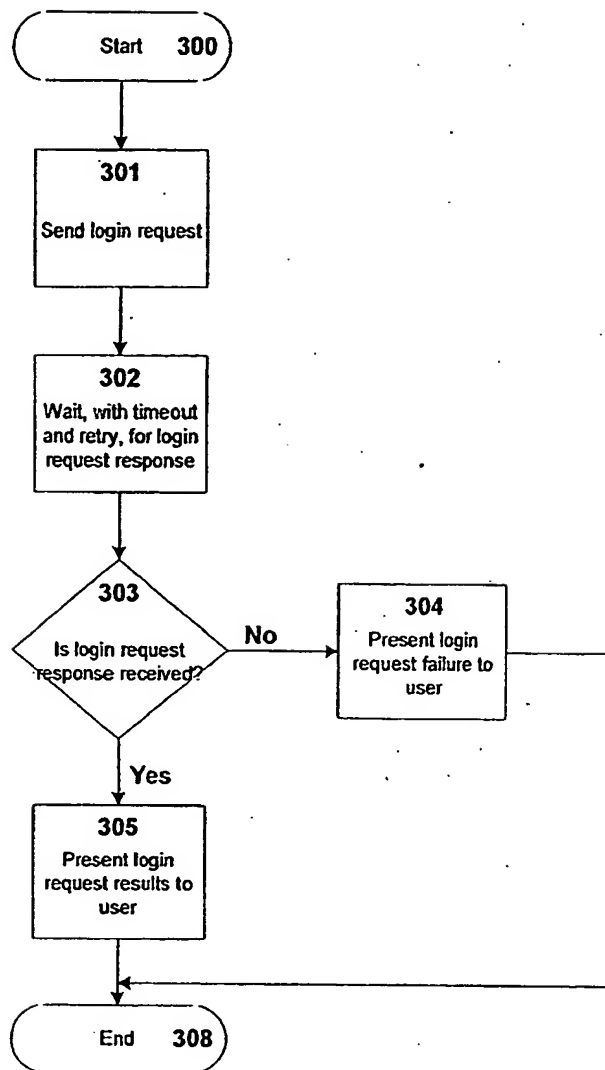 Start 300
301
Send login request
302
Wait, with timeout
and retry, for login
request response
303
Is login request
response received?
No
304
Present login
request failure to
user
Yes
305
Present login
request results to
user
End 308